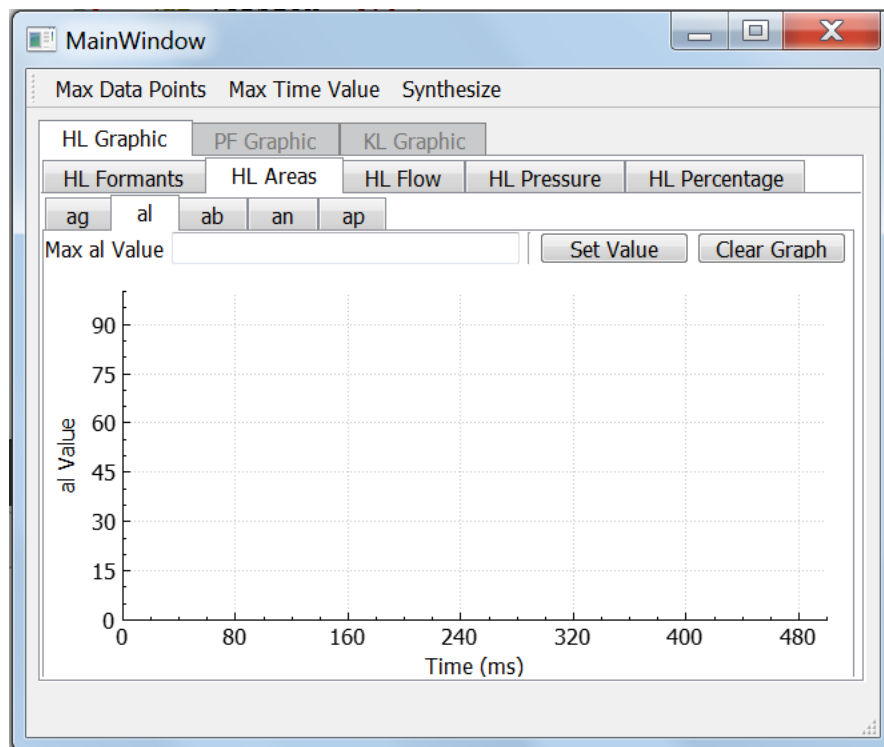 MainWindow
Max Data Points Max Time Value Synthesize
HL Graphic PF Graphic KL Graphic
HL Formants HL Areas HL Flow HL Pressure HL Percentage
ag al ab an ap
Max al Value Set Value Clear Graph
90
75
60
45
30
15
0
al Value
0 80 160 240 320 400 480
Time (ms)